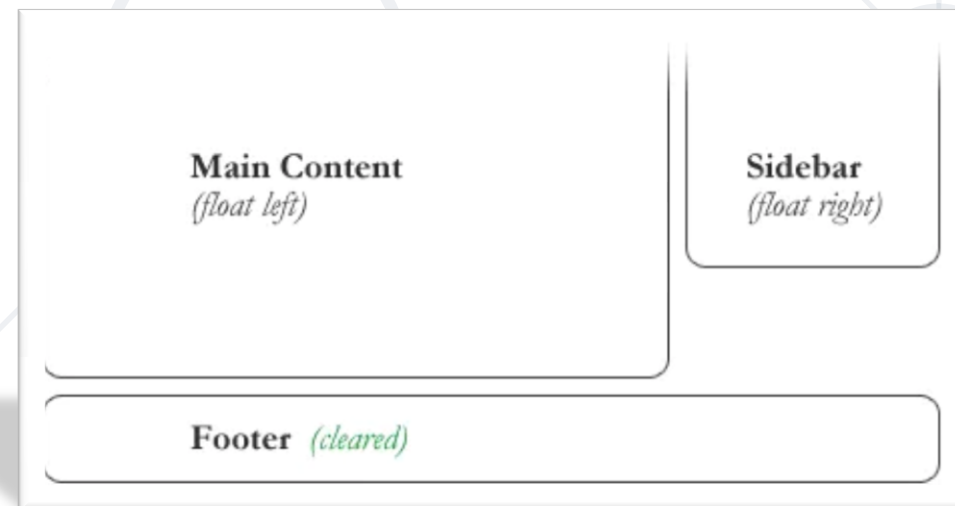 Main Content
(float left)
Sidebar
(float right)
Footer (cleared)